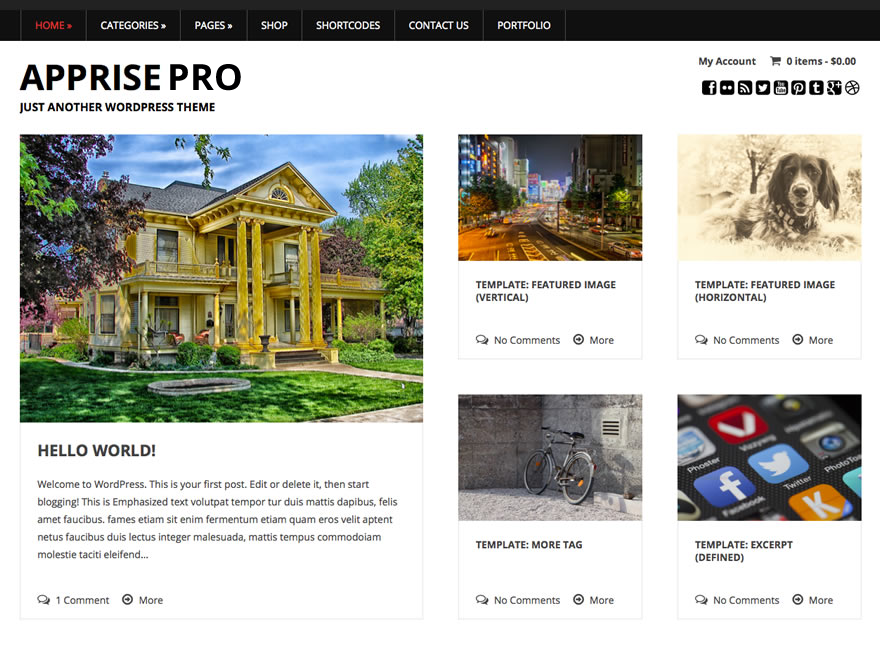 HOME » CATEGORIES » PAGES » SHOP SHORTCODES CONTACT US PORTFOLIO
My Account 0 items - $0.00
APPRISE PRO
JUST ANOTHER WORDPRESS THEME
HELLO WORLD!
Welcome to WordPress. This is your first post. Edit or delete it, then start
blogging! This is Emphasized text volutpat tempor tur duis mattis dapibus, felis
amet faucibus. fames etiam sit enim fermentum etiam quam eros velit aptent
netus faucibus duis lectus integer malesuada, mattis tempus commodoiam
molestie taciti eleifend...
1 Comment More
TEMPLATE: FEATURED IMAGE
(VERTICAL)
No Comments More
TEMPLATE: FEATURED IMAGE
(HORIZONTAL)
No Comments More
TEMPLATE: MORE TAG
No Comments More
Phoster
Vizzywig
PhotoToa
Facebook
Twitter
TEMPLATE: EXCERPT
(DEFINED)
No Comments More